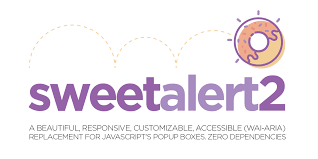 sweetalert2
A BEAUTIFUL, RESPONSIVE, CUSTOMIZABLE, ACCESSIBLE (WAI-ARIA)
REPLACEMENT FOR JAVASCRIPT'S POPUP BOXES. ZERO DEPENDENCIES